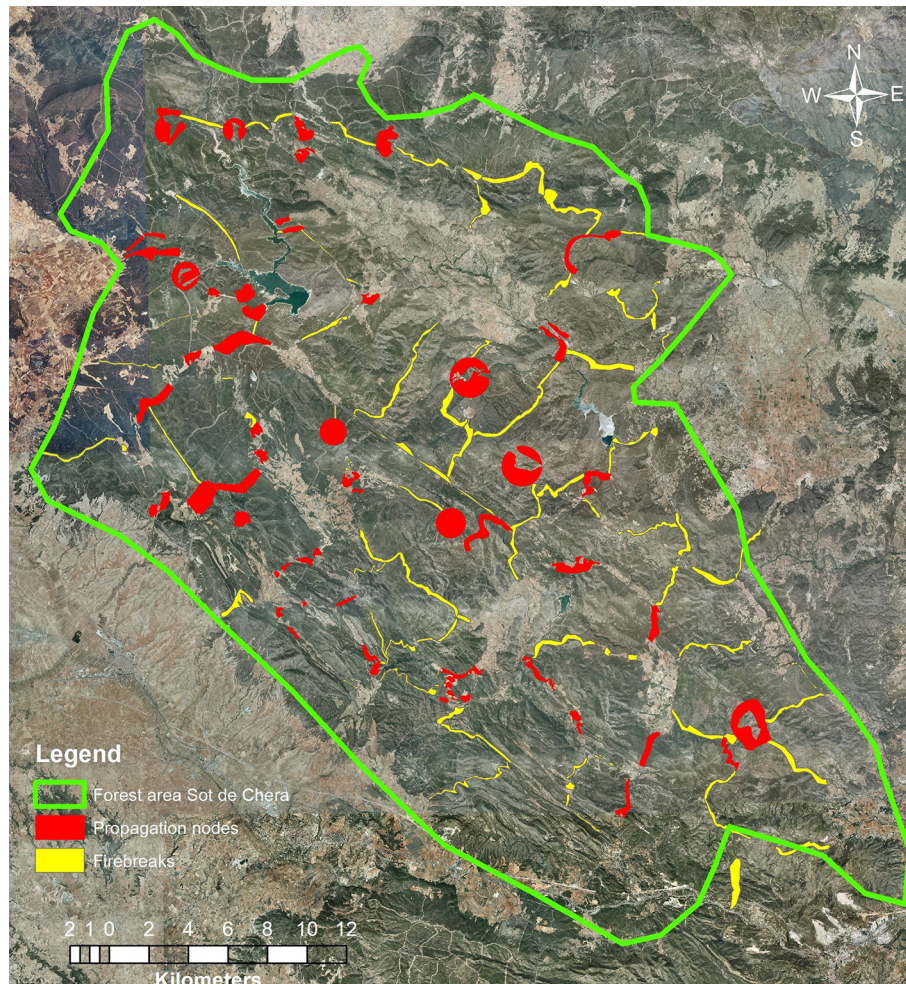 N
W E
S
Legend
Forest area Sot de Chera
Propagation nodes
Firebreaks
2 1 0 2 4 6 8 10 12
Kilometers